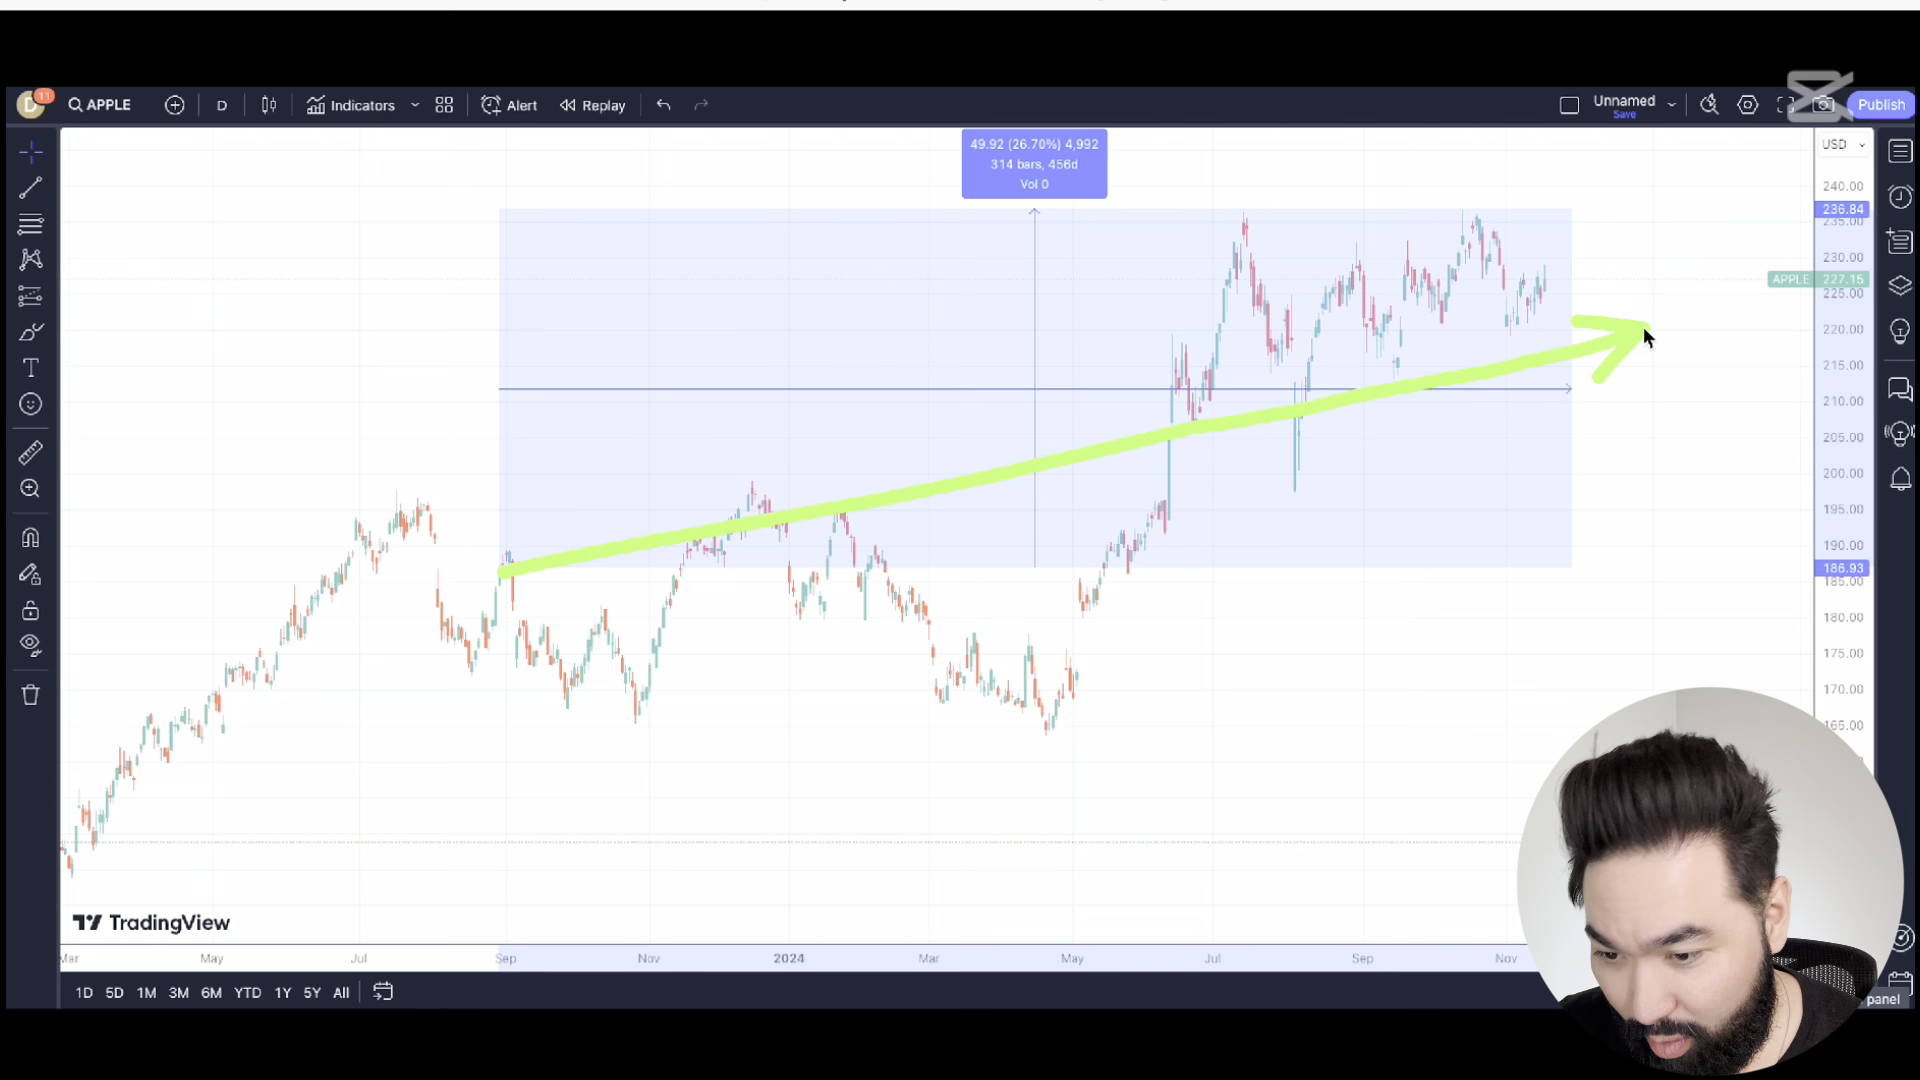 D 11 APPLE D Indicators Alert Replay Unnamed Publish
Save
49.92 (26.70%) 4,992
314 bars, 456d
Vol 0
USD
240.00
236.84
235.00
230.00
APPLE 227.15
225.00
220.00
215.00
210.00
205.00
200.00
195.00
190.00
186.93
185.00
180.00
175.00
170.00
165.00
TradingView
Mar May Jul Sep Nov 2024 Mar May Jul Sep Nov
1D 5D 1M 3M 6M YTD 1Y 5Y All
panel